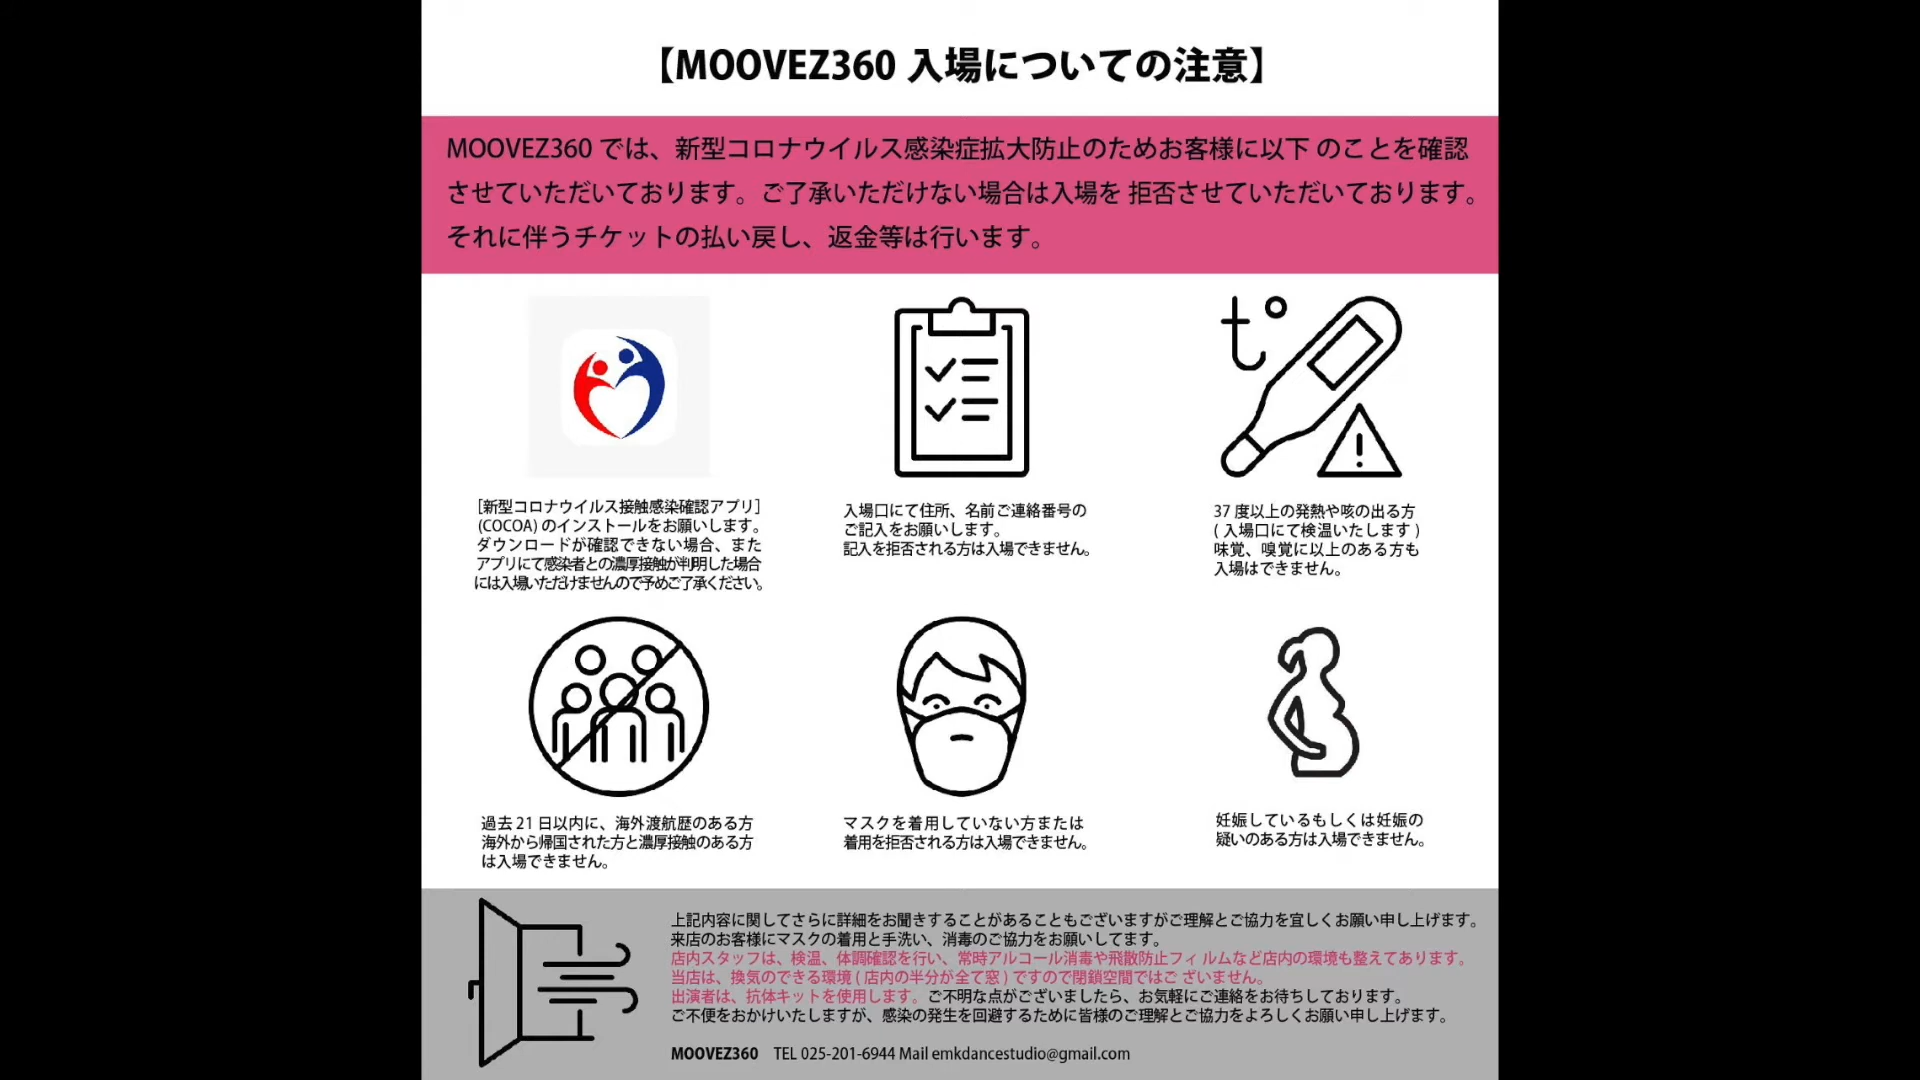 【MOOVEZ360 入場についての注意】
MOOVEZ360 では、新型コロナウイルス感染症拡大防止のためお客様に以下 のことを確認
させていただいております。ご了承いただけない場合は入場を 拒否させていただいております。
それに伴うチケットの払い戻し、返金等は行います。
t°
[新型コロナウイルス接触感染確認アプリ]
(COCOA) のインストールをお願いします。
ダウンロードが確認できない場合、また
アプリにて感染者との濃厚接触が判明した場合
には入場いただけませんので予めご了承ください。
入場口にて住所、名前ご連絡番号の
ご記入をお願いします。
記入を拒否される方は入場できません。
37 度以上の発熱や咳の出る方
( 入場口にて検温いたします )
味覚、嗅覚に以上のある方も
入場はできません。
過去 21 日以内に、海外渡航歴のある方
海外から帰国された方と濃厚接触のある方
は入場できません。
マスクを着用していない方または
着用を拒否される方は入場できません。
妊娠しているもしくは妊娠の
疑いのある方は入場できません。
上記内容に関してさらに詳細をお聞きすることがあることもございますがご理解とご協力を宜しくお願い申し上げます。
来店のお客様にマスクの着用と手洗い、消毒のご協力をお願いしてます。
店内スタッフは、検温、体調確認を行い、常時アルコール消毒や飛散防止フィ ルムなど店内の環境も整えてあります。
当店は、換気のできる環境 ( 店内の半分が全て窓 ) ですので閉鎖空間ではご ざいません。
出演者は、抗体キットを使用します。ご不明な点がございましたら、お気軽にご連絡をお待ちしております。
ご不便をおかけいたしますが、感染の発生を回避するために皆様のご理解とご協力をよろしくお願い申し上げます。
MOOVEZ360 TEL 025-201-6944 Mail emkdancestudio@gmail.com